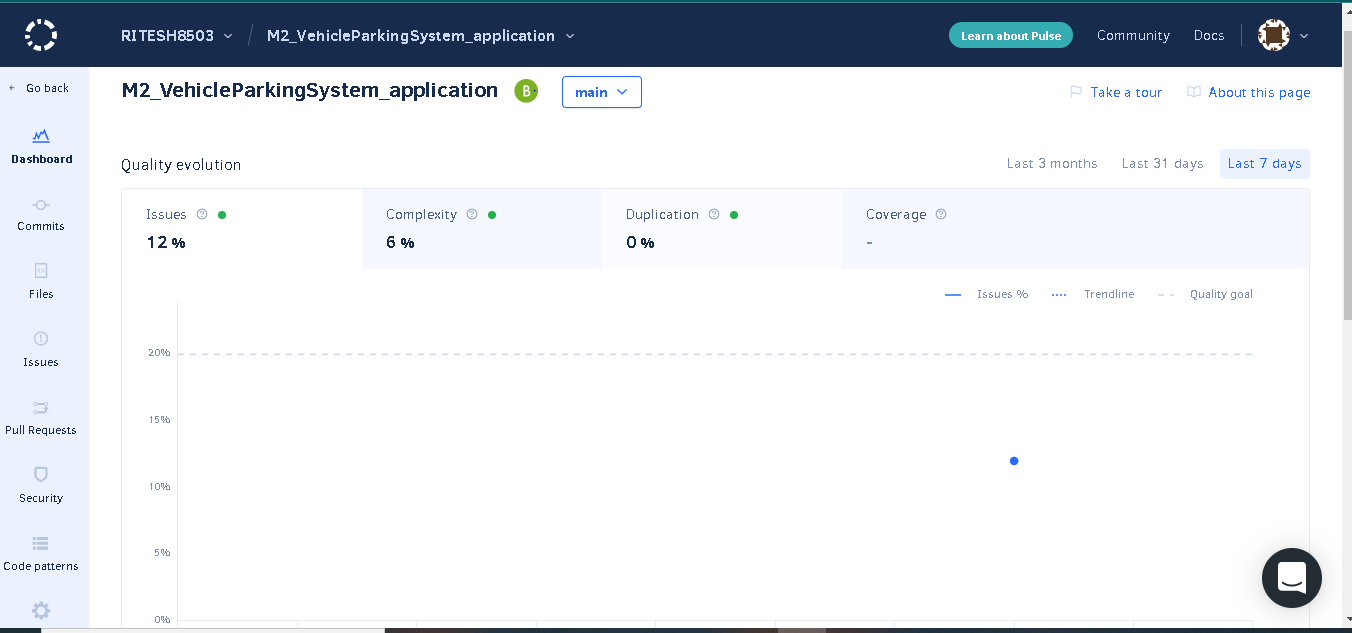 RITESH8503 / M2_VehicleParkingSystem_application Learn about Pulse Community Docs
Go back
M2_VehicleParkingSystem_application B main Take a tour About this page
Dashboard
Quality evolution Last 3 months Last 31 days Last 7 days
Commits
Issues Complexity Duplication Coverage
12 % 6 % 0 % -
Files
Issues % Trendline Quality goal
Issues
20%
15%
Pull Requests
10%
Security
5%
Code patterns
0%